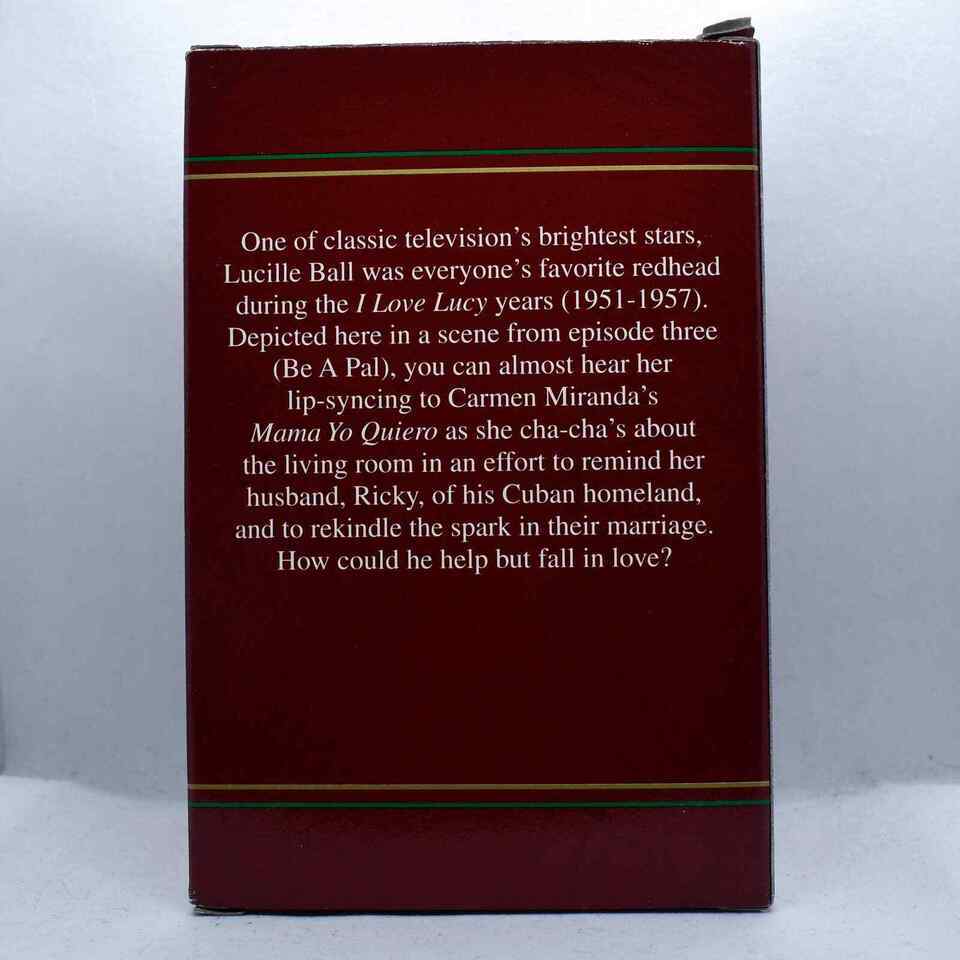 One of classic television's brightest stars,
Lucille Ball was everyone's favorite redhead
during the I Love Lucy years (1951-1957).
Depicted here in a scene from episode three
(Be A Pal), you can almost hear her
lip-syncing to Carmen Miranda's
Mama Yo Quiero as she cha-cha's about
the living room in an effort to remind her
husband, Ricky, of his Cuban homeland,
and to rekindle the spark in their marriage.
How could he help but fall in love?